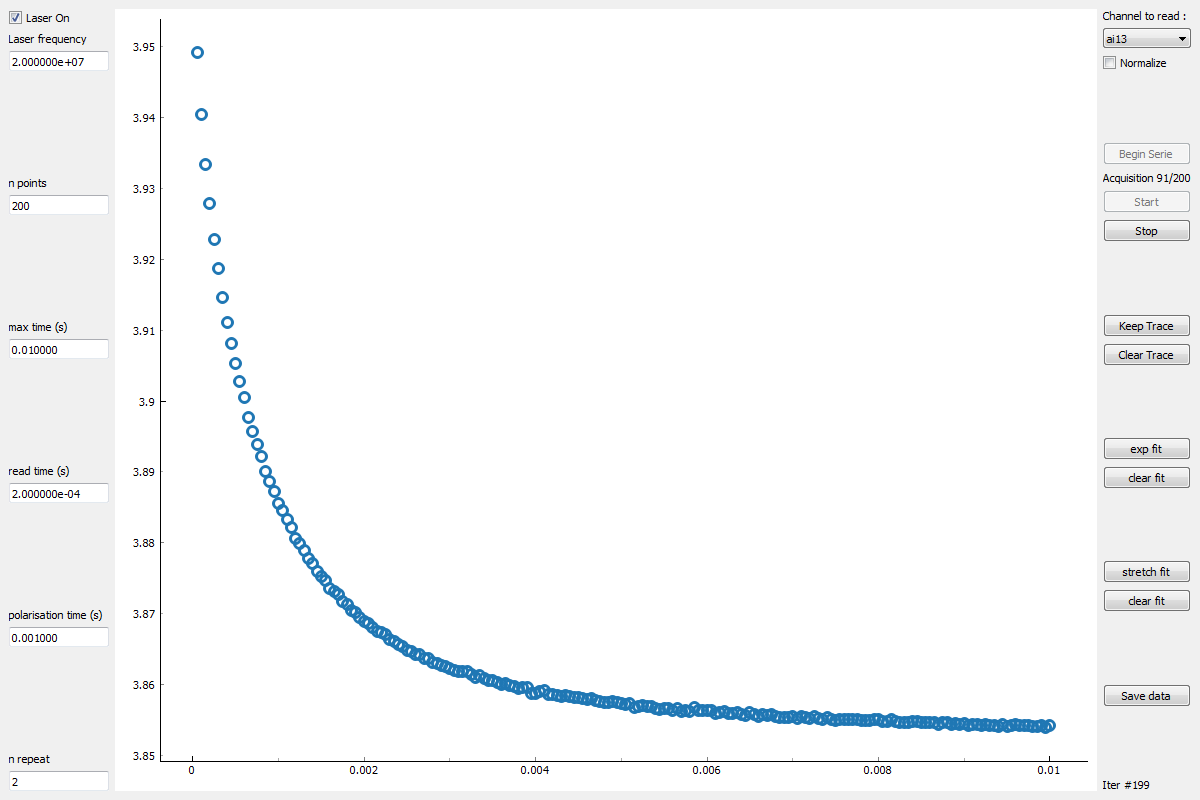 Laser On
Laser frequency
2.000000e+07
n points
200
max time (s)
0.010000
read time (s)
2.000000e-04
polarisation time (s)
0.001000
n repeat
2
3.95
3.94
3.93
3.92
3.91
3.9
3.89
3.88
3.87
3.86
3.85
0 0.002 0.004 0.006 0.008 0.01
Channel to read :
ai13
Normalize
Begin Serie
Acquisition 91/200
Start
Stop
Keep Trace
Clear Trace
exp fit
clear fit
stretch fit
clear fit
Save data
Iter #199